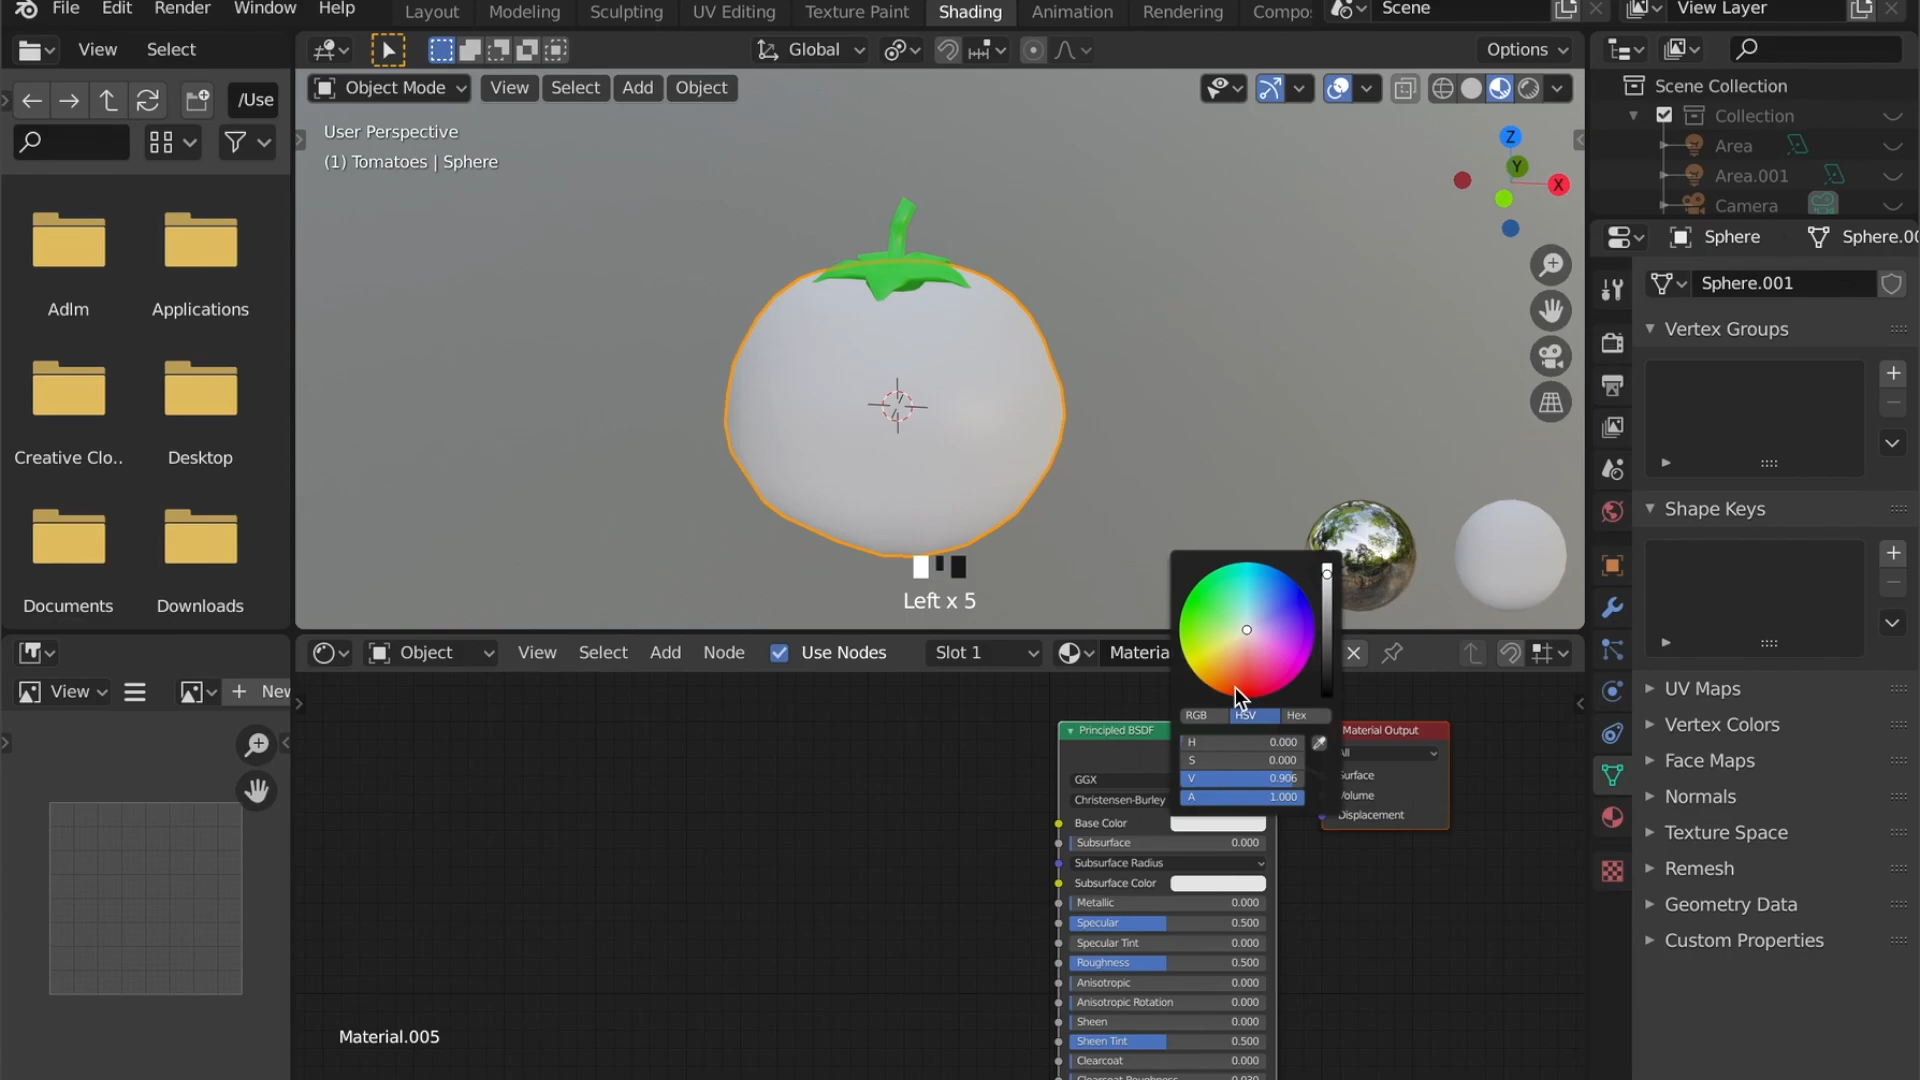 File Edit Render Window Help Layout Modeling Sculpting UV Editing Texture Paint Shading Animation Rendering Compo Scene View Layer
View Select Global Options
/Use Object Mode View Select Add Object Scene Collection
User Perspective
(1) Tomatoes | Sphere
Collection
Area
Area.001
Camera
Z
Y
X
Sphere Sphere.00
Sphere.001
Vertex Groups
Adlm Applications
Creative Clo.. Desktop
Documents Downloads
Left x 5
Shape Keys
Object View Select Add Node Use Nodes Slot 1 Materia
View New
RGB HSV Hex
H 0.000
S 0.000
V 0.906
A 1.000
Principled BSDF
GGX
Christensen-Burley
Base Color
Subsurface 0.000
Subsurface Radius
Subsurface Color
Metallic 0.000
Specular 0.500
Specular Tint 0.000
Roughness 0.500
Anisotropic 0.000
Anisotropic Rotation 0.000
Sheen 0.000
Sheen Tint 0.500
Clearcoat 0.000
Material Output
All
Surface
Volume
Displacement
UV Maps
Vertex Colors
Face Maps
Normals
Texture Space
Remesh
Geometry Data
Custom Properties
Material.005